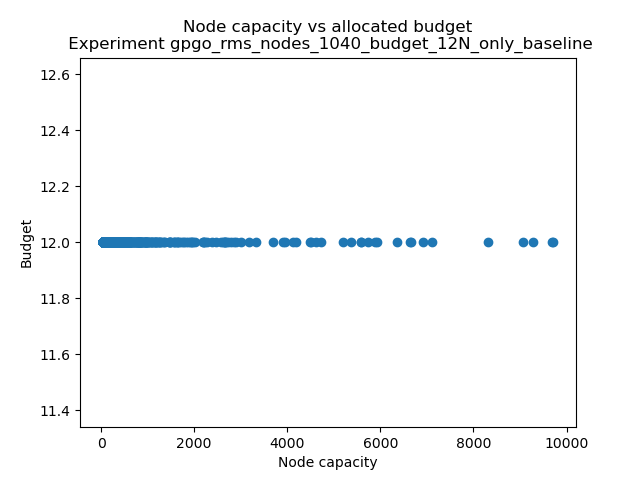 Node capacity vs allocated budget
Experiment gpgo_rms_nodes_1040_budget_12N_only_baseline
12.6
12.4
12.2
12.0
11.8
11.6
11.4
Budget
0 2000 4000 6000 8000 10000
Node capacity